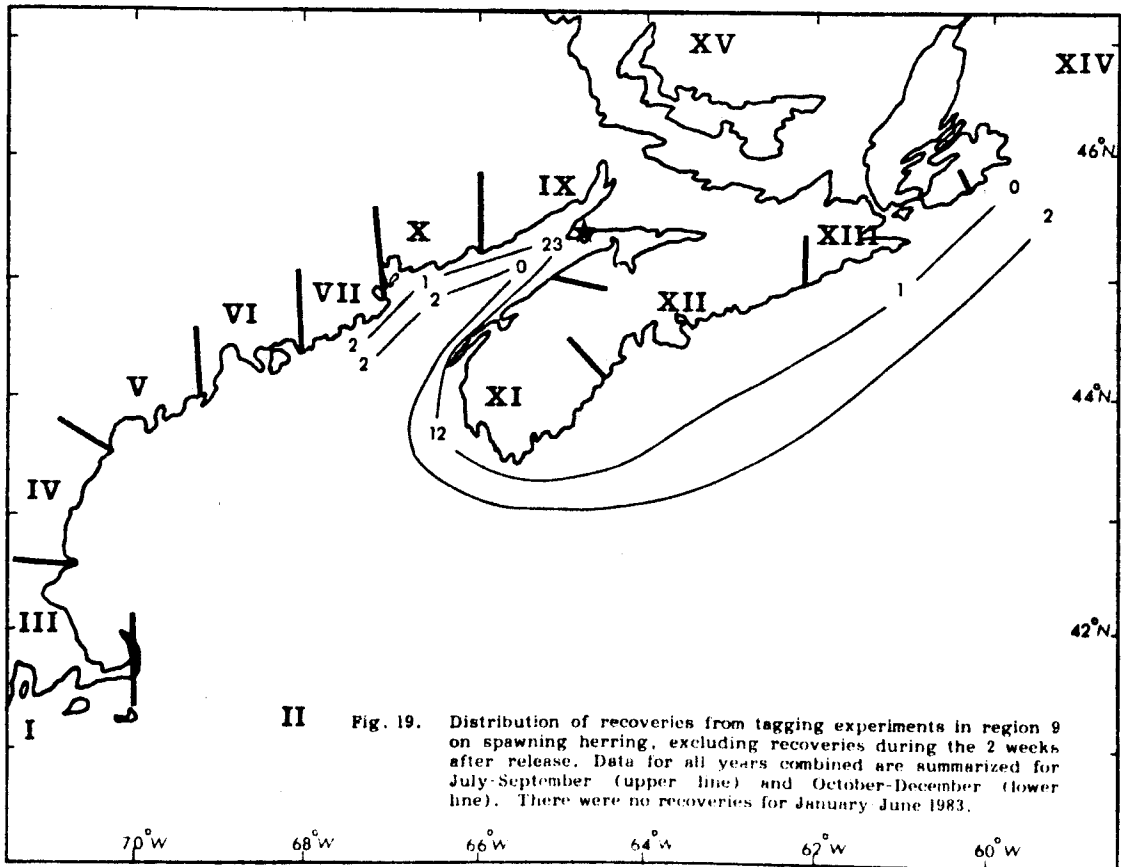 XV
XIV
46°N
IX
0
2
X
23
XIII
1
0
VII
2
XII
1
VI
2
2
44°N
V
XI
12
IV
42°N
III
II
I
Fig. 19. Distribution of recoveries from tagging experiments in region 9
on spawning herring, excluding recoveries during the 2 weeks
after release. Data for all years combined are summarized for
July-September (upper line) and October-December (lower
line). There were no recoveries for January-June 1983.
70°W 68°W 66°W 64°W 62°W 60°W